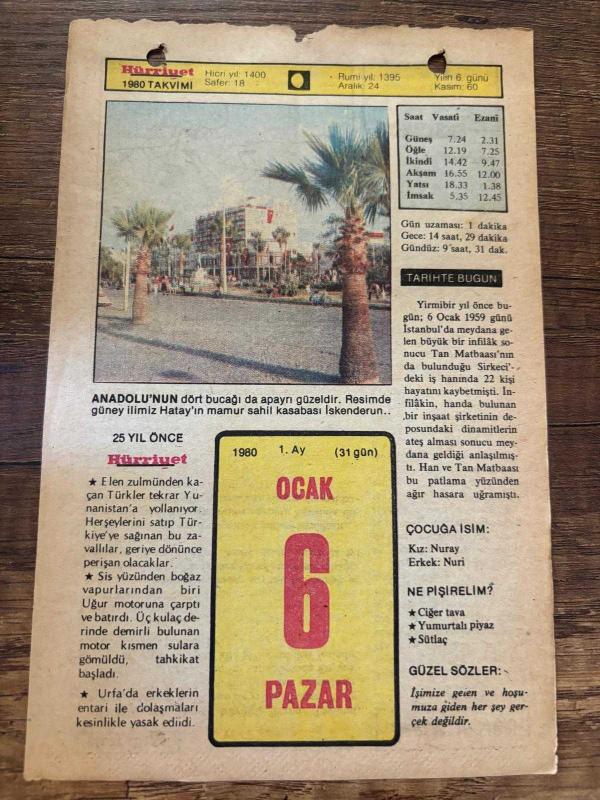 Hürriyet
1980 TAKVİMİ
Hicri yıl: 1400
Safer: 18
Rumi yıl: 1395
Aralık: 24
Yılın 6. günü
Kasım: 60
Saat Vasatî Ezanî
Güneş 7.24 2.31
Öğle 12.19 7.25
İkindi 14.42 9.47
Akşam 16.55 12.00
Yatsı 18.33 1.38
İmsak 5.35 12.45
Gün uzaması: 1 dakika
Gece: 14 saat, 29 dakika
Gündüz: 9 saat, 31 dak.
TARİHTE BUGÜN
Yirmibir yıl önce bu-
gün; 6 Ocak 1959 günü
İstanbul'da meydana ge-
len büyük bir infilâk so-
nucu Tan Matbaası'nın
da bulunduğu Sirkeci'-
deki iş hanında 22 kişi
hayatını kaybetmişti. İn-
filâkin, handa bulunan
bir inşaat şirketinin de-
posundaki dinamitlerin
ateş alması sonucu mey-
dana geldiği anlaşılmış-
tı. Han ve Tan Matbaası
bu patlama yüzünden
ağır hasara uğramıştı.
ANADOLU'NUN dört bucağı da apayrı güzeldir. Resimde
güney ilimiz Hatay'ın mamur sahil kasabası İskenderun..
25 YIL ÖNCE
Hürriyet
★ Elen zulmünden ka-
çan Türkler tekrar Yu-
nanistan'a yollanıyor.
Herşeylerini satıp Tür-
kiye'ye sağınan bu za-
vallılar, geriye dönünce
perişan olacaklar.
★ Sis yüzünden boğaz
vapurlarından biri
Uğur motoruna çarptı
ve batırdı. Üç kulaç de-
rinde demirli bulunan
motor kısmen sulara
gömüldü, tahkikat
başladı.
★ Urfa'da erkeklerin
entari ile dolaşmaları
kesinlikle yasak edildi.
1980 1. Ay (31 gün)
OCAK
6
PAZAR
ÇOCUĞA İSİM:
Kız: Nuray
Erkek: Nuri
NE PİŞİRELİM?
★ Ciğer tava
★ Yumurtalı piyaz
★ Sütlaç
GÜZEL SÖZLER:
İşimize gelen ve hoşu-
muza giden her şey ger-
çek değildir.